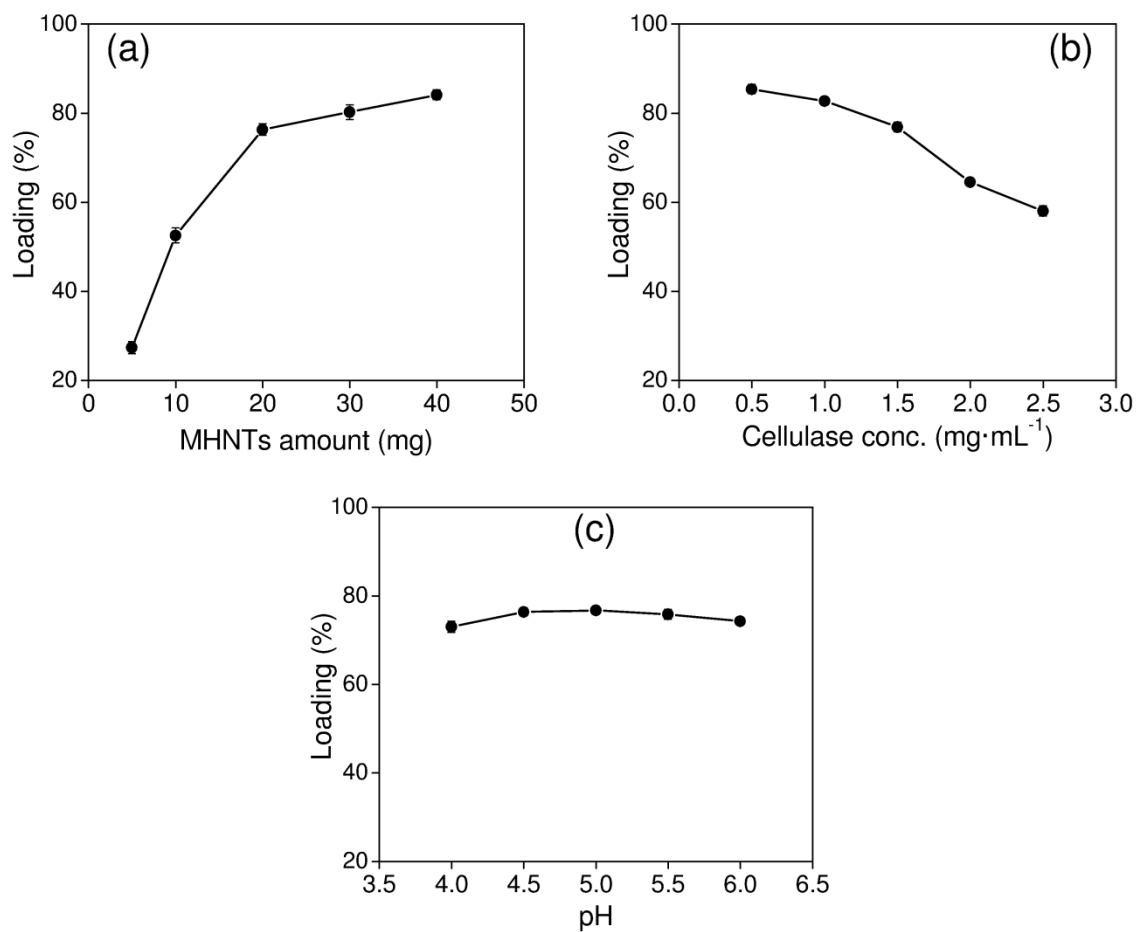 (a)
100
80
60
40
20
Loading (%)
0 10 20 30 40 50
MHNTs amount (mg)
(b)
100
80
60
40
20
Loading (%)
0.0 0.5 1.0 1.5 2.0 2.5 3.0
Cellulase conc. (mg·mL⁻¹)
(c)
100
80
60
40
20
Loading (%)
3.5 4.0 4.5 5.0 5.5 6.0 6.5
pH